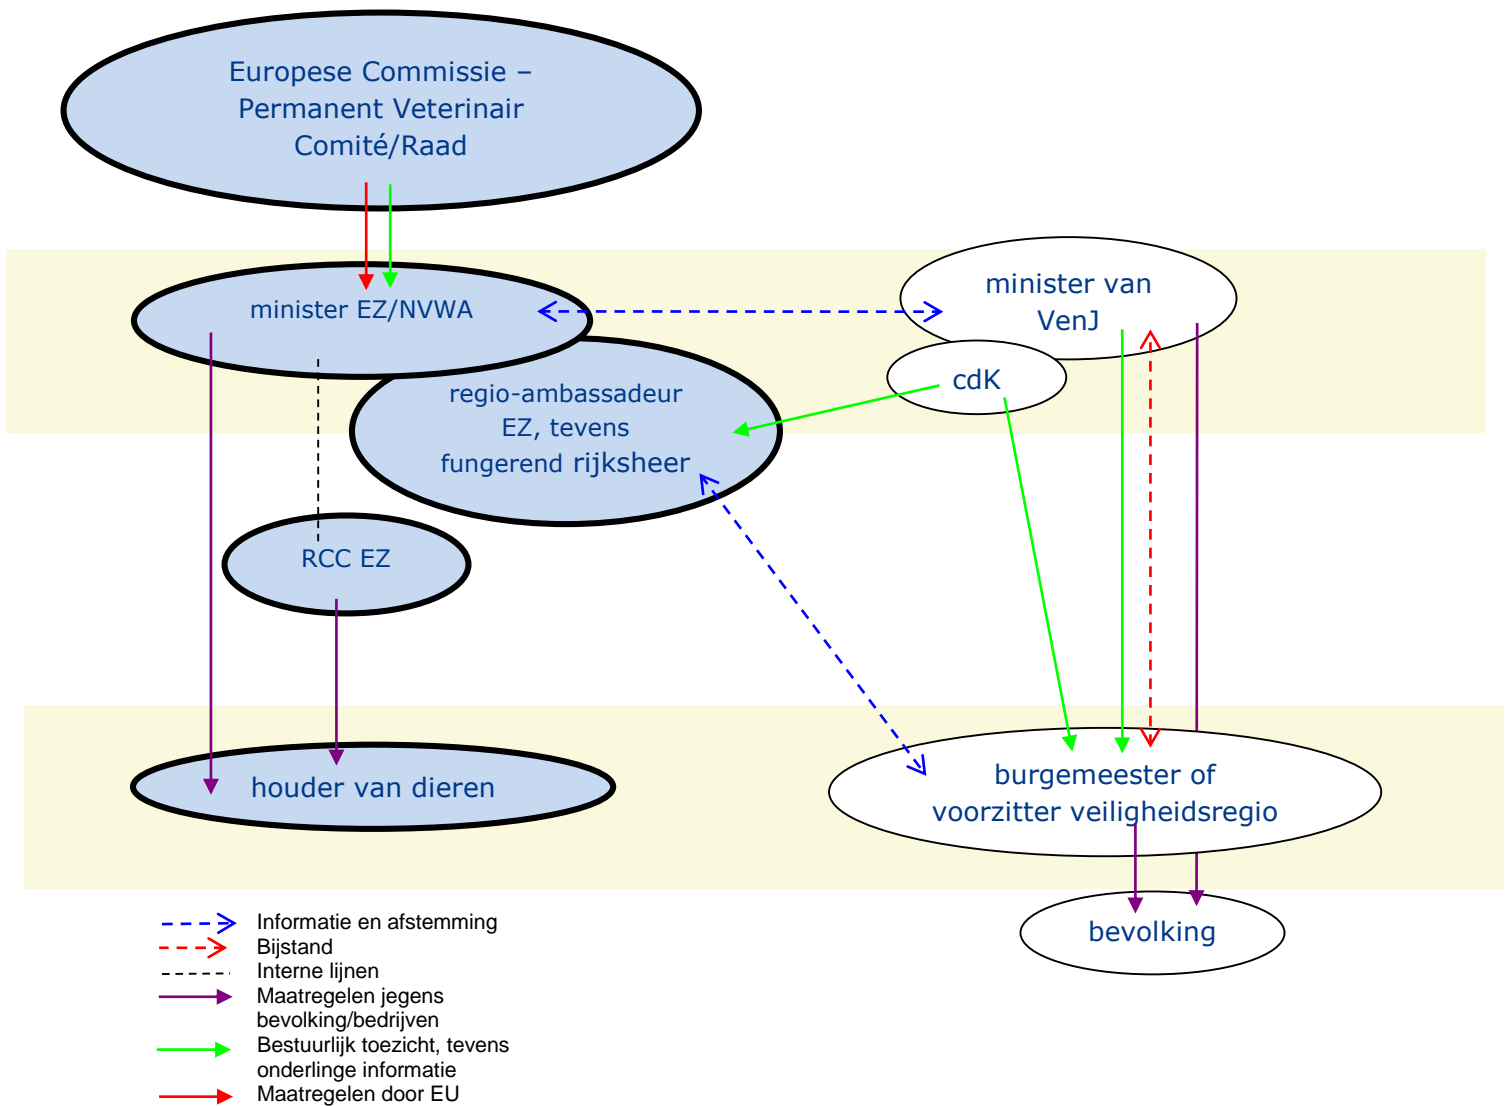 Europese Commissie –
Permanent Veterinair
Comité/Raad
minister EZ/NVWA
minister van
VenJ
cdK
regio-ambassadeur
EZ, tevens
fungerend rijksheer
RCC EZ
houder van dieren
burgemeester of
voorzitter veiligheidsregio
bevolking
Informatie en afstemming
Bijstand
Interne lijnen
Maatregelen jegens
bevolking/bedrijven
Bestuurlijk toezicht, tevens
onderlinge informatie
Maatregelen door EU